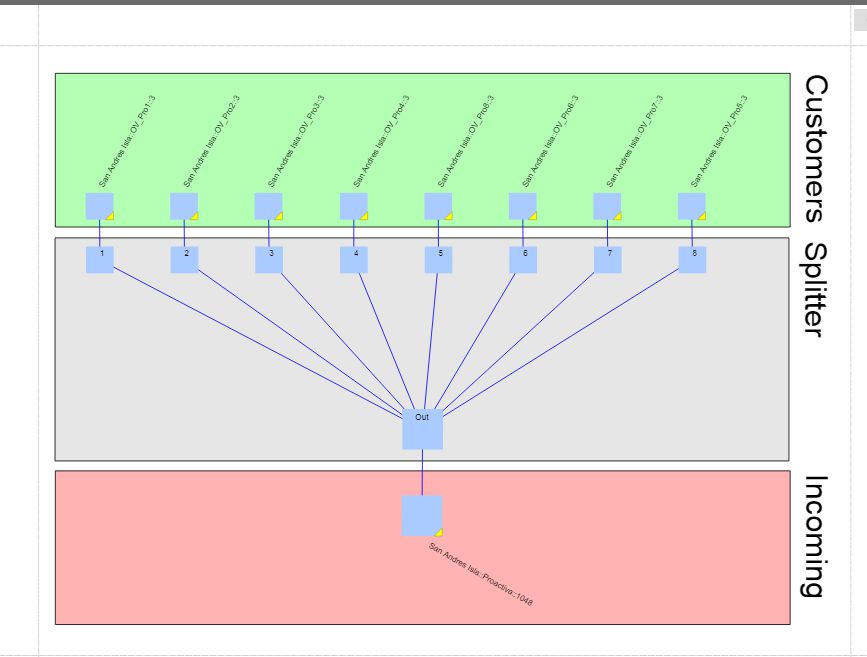 San Andres Isla::OV_Pro1::3
San Andres Isla::OV_Pro2::3
San Andres Isla::OV_Pro3::3
San Andres Isla::OV_Pro4::3
San Andres Isla::OV_Pro8::3
San Andres Isla::OV_Pro6::3
San Andres Isla::OV_Pro7::3
San Andres Isla::OV_Pro5::3
Customers
1
2
3
4
5
6
7
8
Splitter
Out
San Andres Isla::Proactiva::1048
Incoming